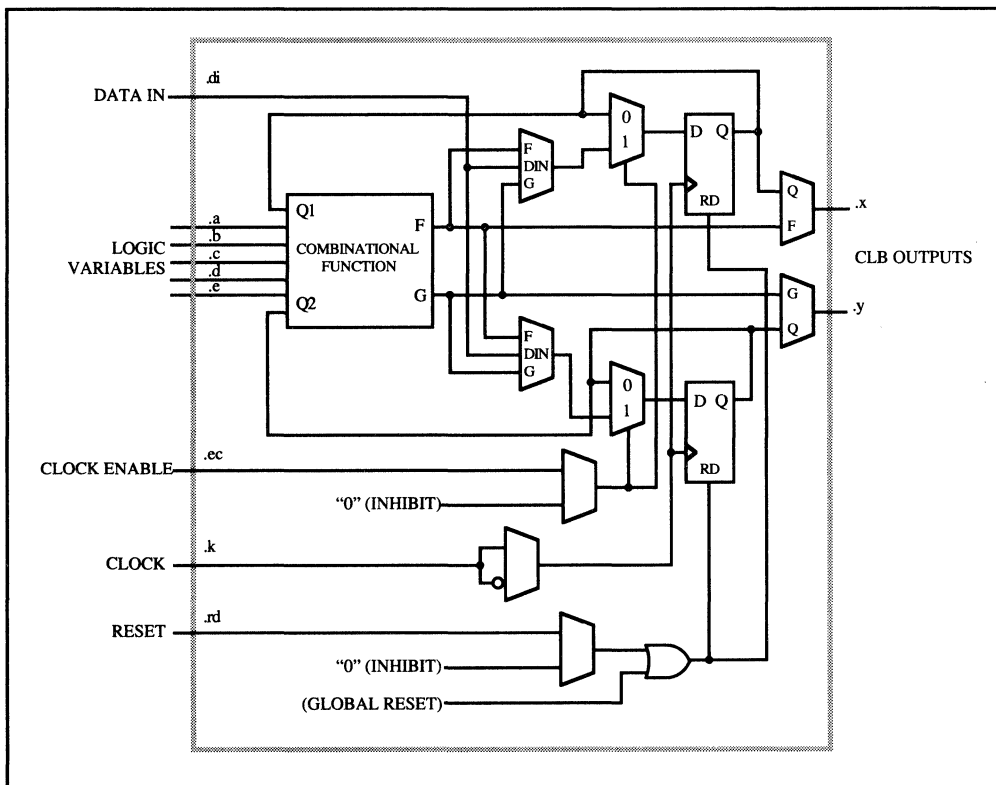 .di
DATA IN
0
1
D Q
RD
F
DIN
G
Q
F
.x
Q1
F
COMBINATIONAL
FUNCTION
G
Q2
.a
.b
.c
.d
.e
LOGIC
VARIABLES
CLB OUTPUTS
G
Q
.y
F
DIN
G
0
1
D Q
RD
.ec
CLOCK ENABLE
“0” (INHIBIT)
.k
CLOCK
.rd
RESET
“0” (INHIBIT)
(GLOBAL RESET)